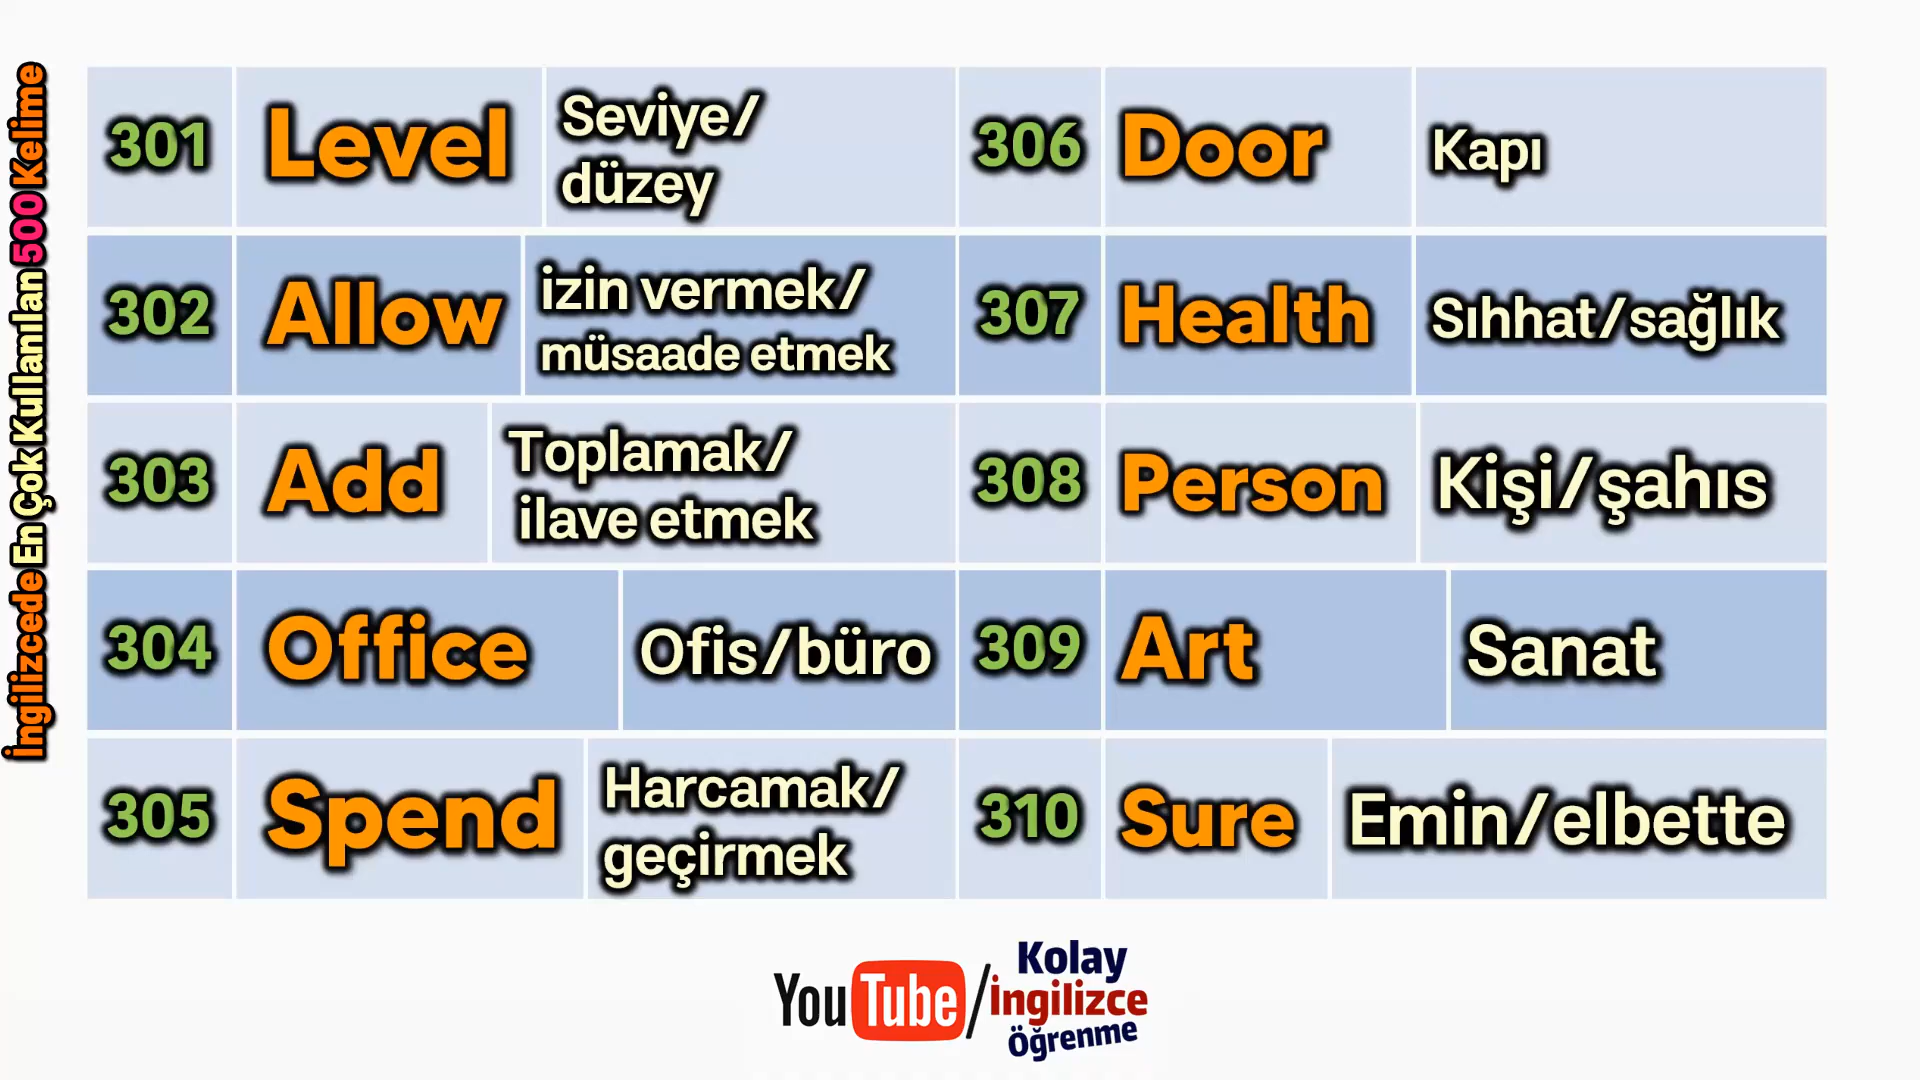 İngilizcede En Çok Kullanılan 500 Kelime
301 Level Seviye/
düzey
306 Door Kapı
302 Allow izin vermek/
müsaade etmek
307 Health Sıhhat/sağlık
303 Add Toplamak/
ilave etmek
308 Person Kişi/şahıs
304 Office Ofis/büro
309 Art Sanat
305 Spend Harcamak/
geçirmek
310 Sure Emin/elbette
YouTube/Kolay
İngilizce
Öğrenme